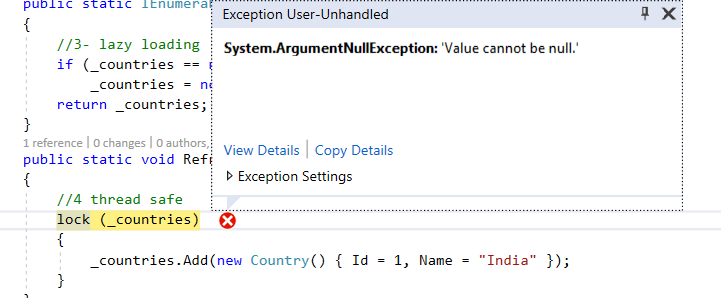 public static IEnumerab
Exception User-Unhandled
{
System.ArgumentNullException: 'Value cannot be null.'
//3- lazy loading
if (_countries ==
_countries =
return _countries;
}
View Details | Copy Details
1 reference | 0 changes | 0 authors,
public static void Refr
Exception Settings
{
//4 thread safe
lock (_countries)
{
_countries.Add(new Country() { Id = 1, Name = "India" });
}